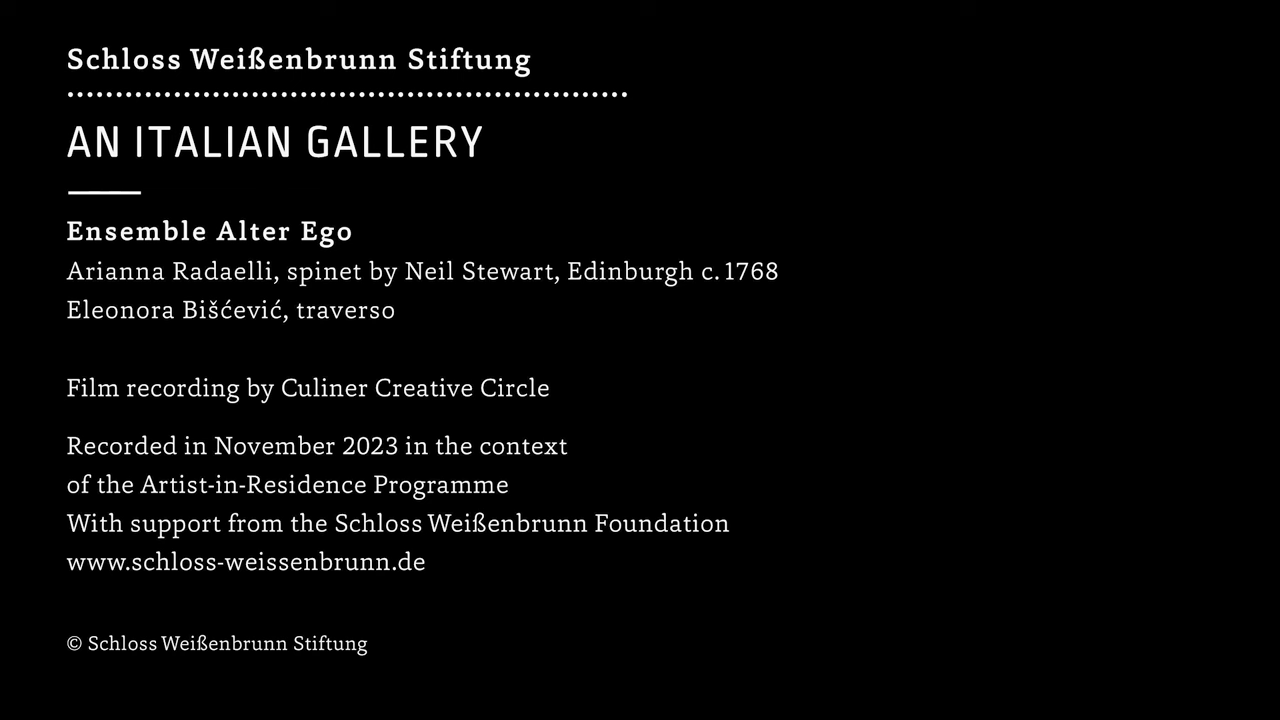 Schloss Weißenbrunn Stiftung
AN ITALIAN GALLERY
Ensemble Alter Ego
Arianna Radaelli, spinet by Neil Stewart, Edinburgh c. 1768
Eleonora Bišćević, traverso
Film recording by Culiner Creative Circle
Recorded in November 2023 in the context
of the Artist-in-Residence Programme
With support from the Schloss Weißenbrunn Foundation
www.schloss-weissenbrunn.de
© Schloss Weißenbrunn Stiftung